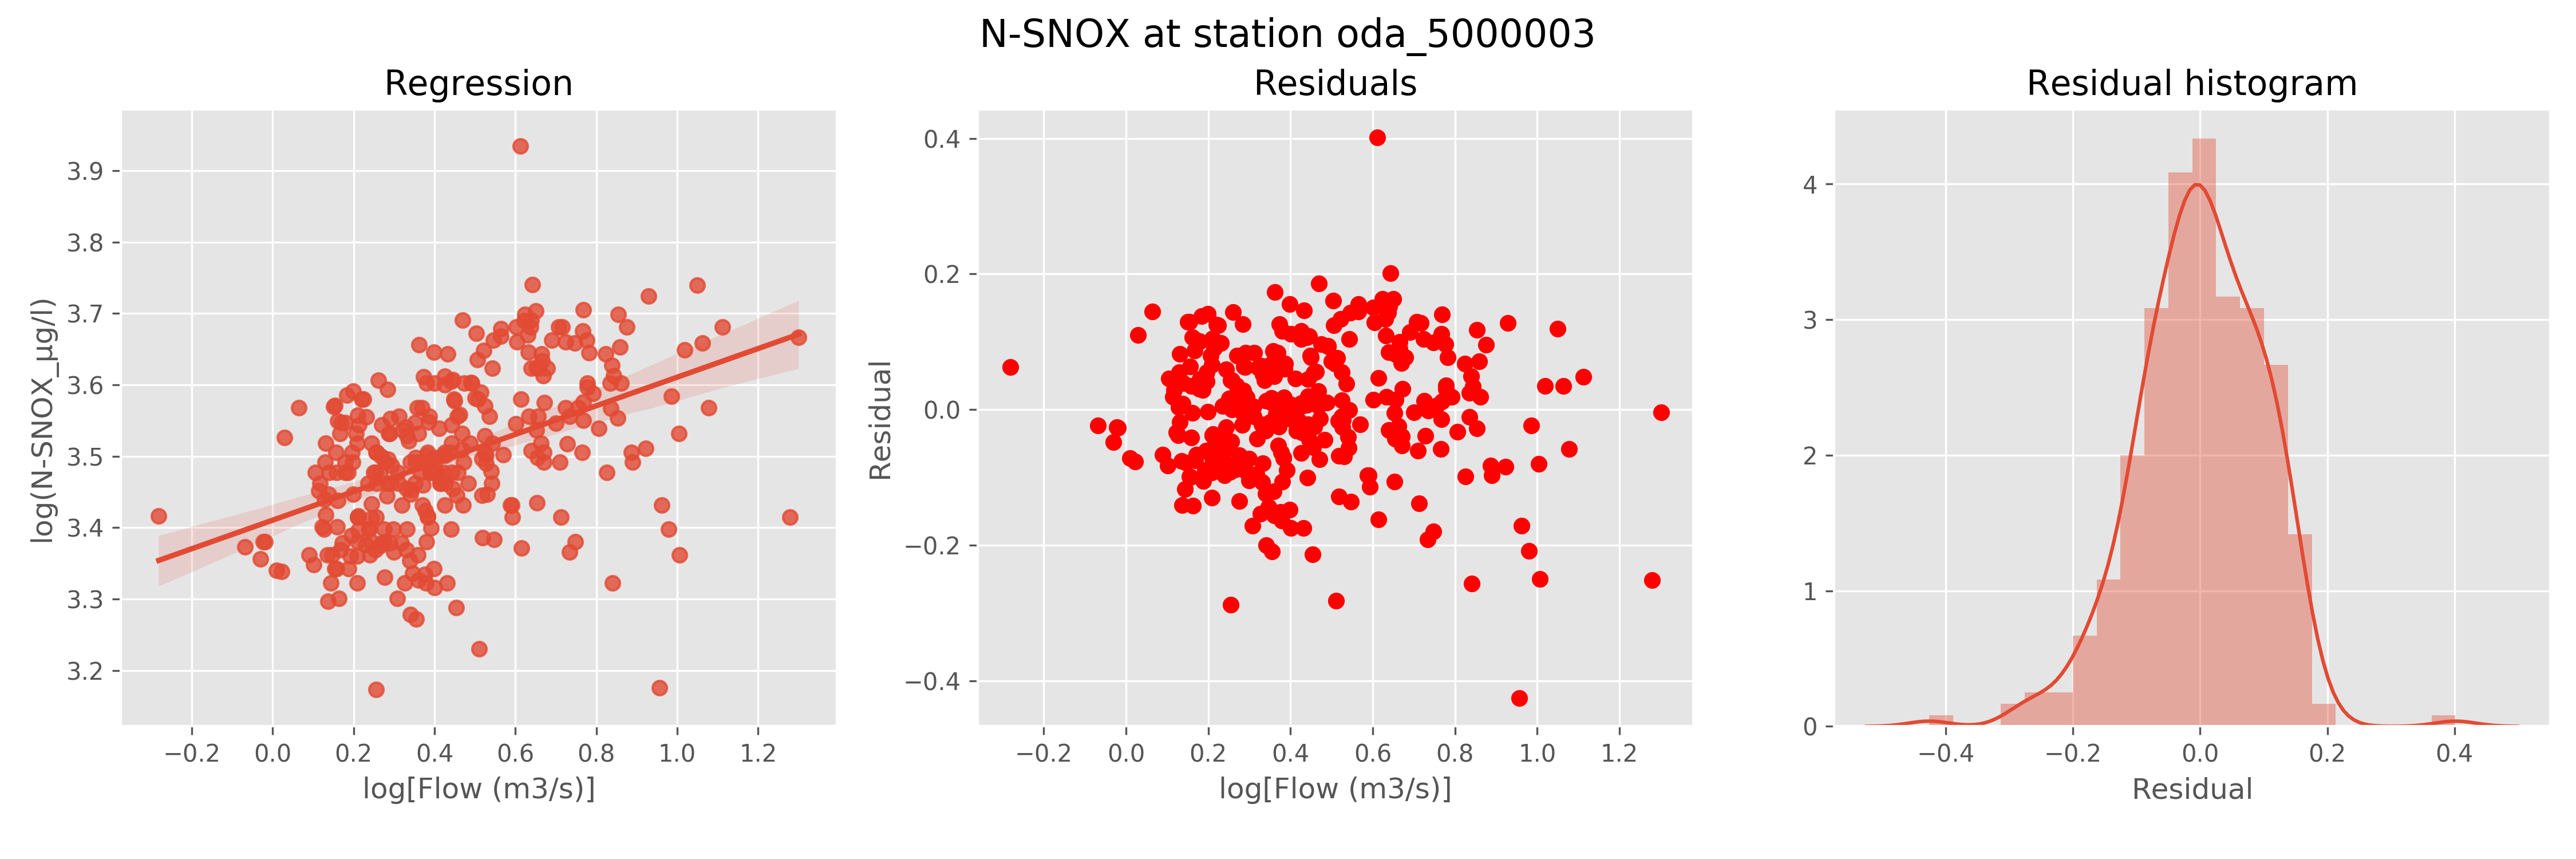 N-SNOX at station oda_5000003
Regression
3.9
3.8
3.7
3.6
3.5
3.4
3.3
3.2
log(N-SNOX_µg/l)
−0.2 0.0 0.2 0.4 0.6 0.8 1.0 1.2
log[Flow (m3/s)]
Residuals
0.4
0.2
0.0
−0.2
−0.4
Residual
−0.2 0.0 0.2 0.4 0.6 0.8 1.0 1.2
log[Flow (m3/s)]
Residual histogram
4
3
2
1
0
−0.4 −0.2 0.0 0.2 0.4
Residual